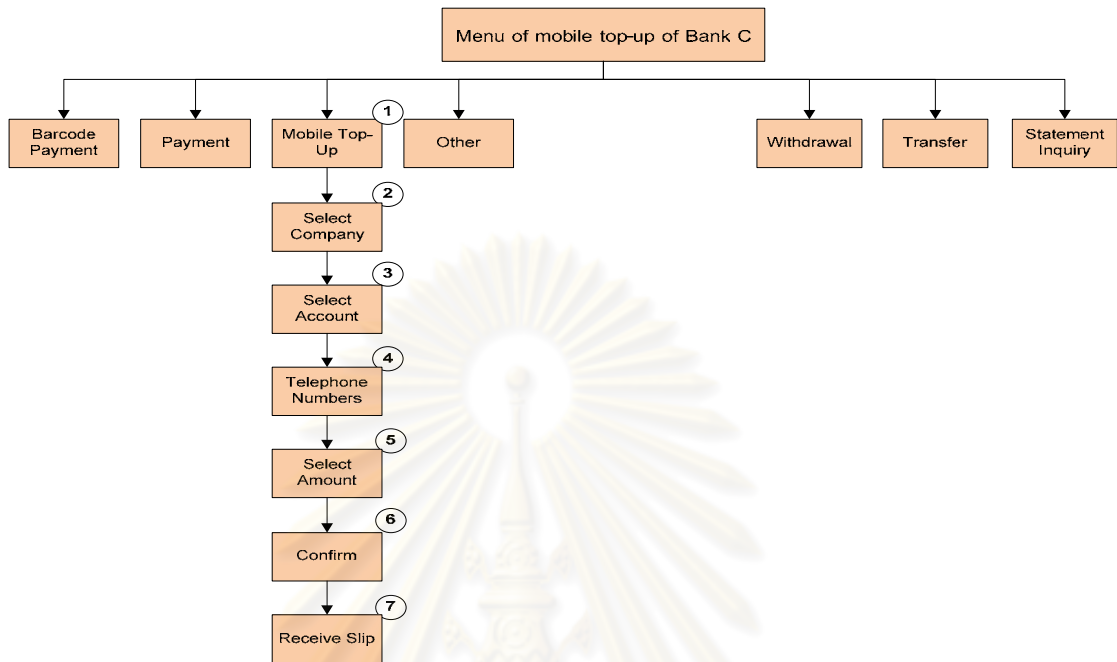 Menu of mobile top-up of Bank C
Barcode
Payment
Payment
1
Mobile Top-
Up
Other
Withdrawal
Transfer
Statement
Inquiry
2
Select
Company
3
Select
Account
4
Telephone
Numbers
5
Select
Amount
6
Confirm
7
Receive Slip